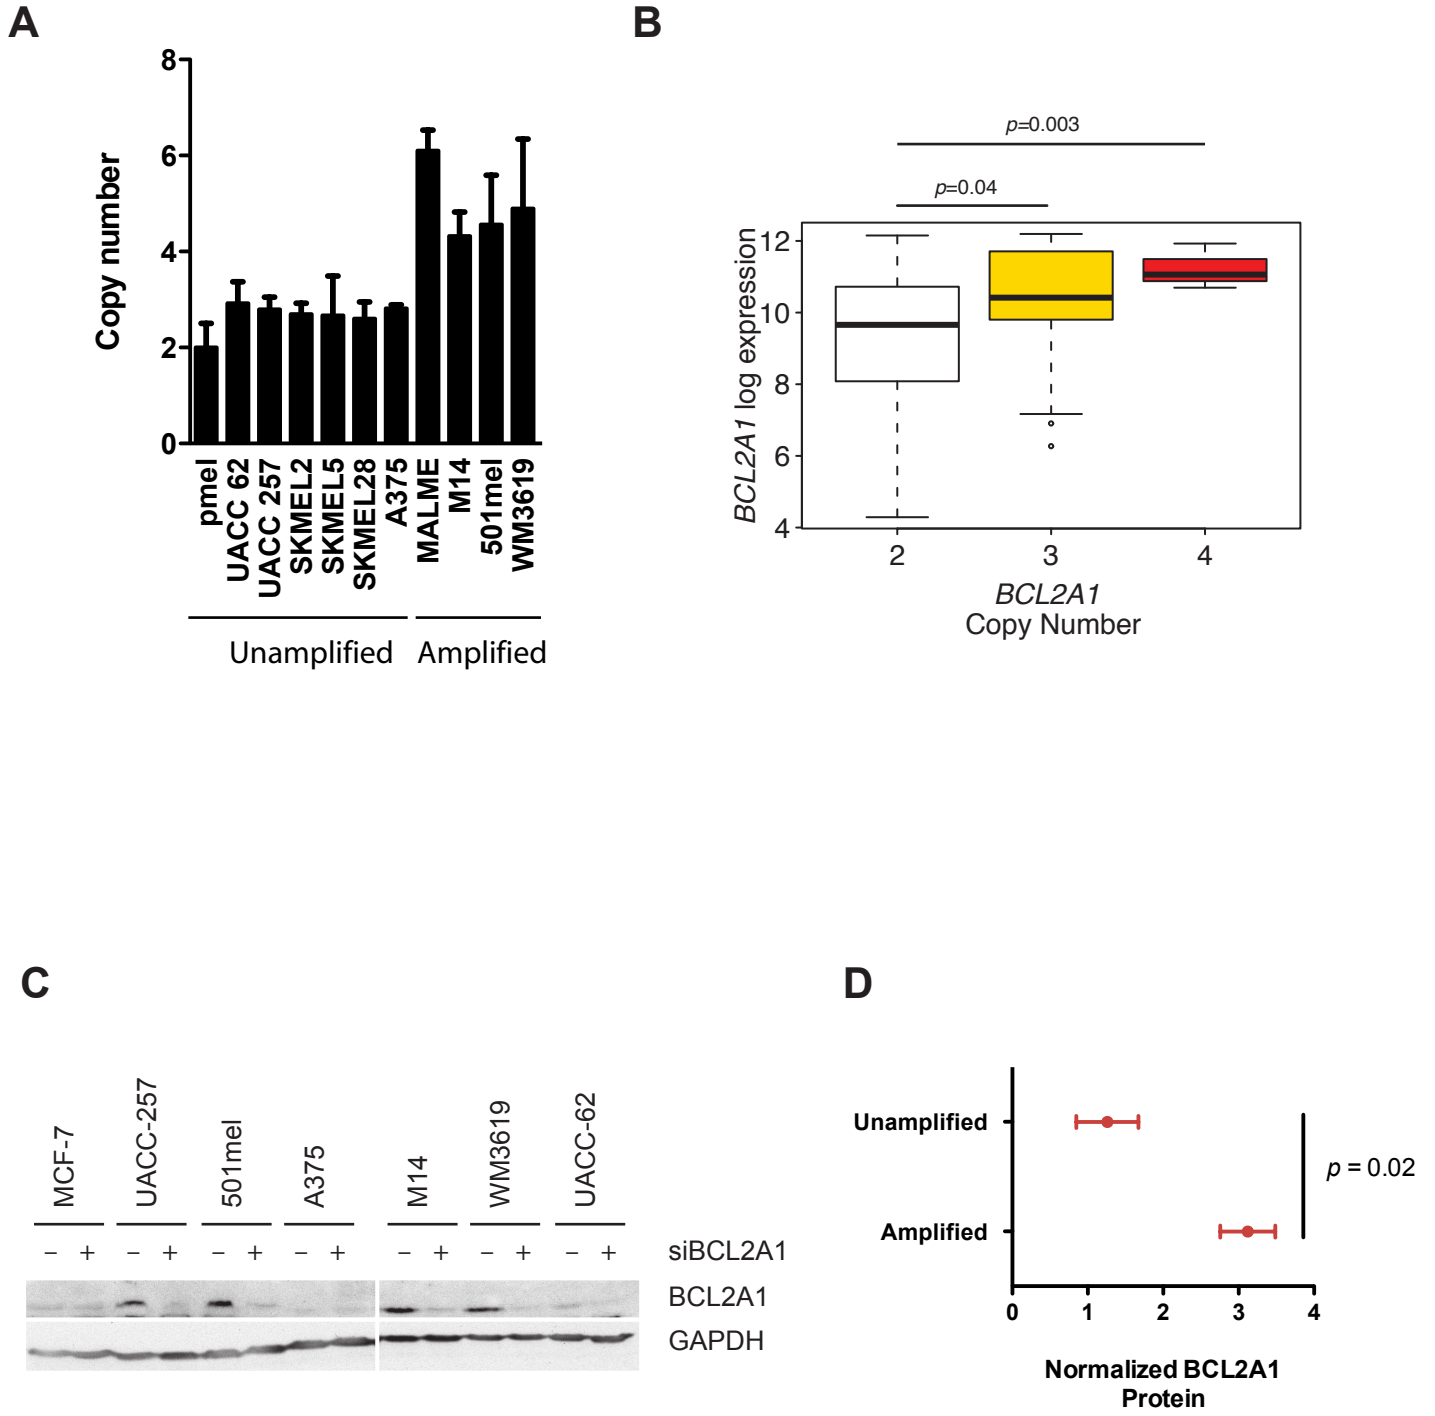 A
8
6
4
2
0
Copy number
pmel
UACC 62
UACC 257
SKMEL2
SKMEL5
SKMEL28
A375
MALME
M14
501mel
WM3619
Unamplified
Amplified
B
p=0.003
p=0.04
12
10
8
6
4
BCL2A1 log expression
2 3 4
BCL2A1
Copy Number
C
MCF-7
UACC-257
501mel
A375
M14
WM3619
UACC-62
– + – + – + – + – + – + – + siBCL2A1
BCL2A1
GAPDH
D
Unamplified
Amplified
p = 0.02
0 1 2 3 4
Normalized BCL2A1
Protein